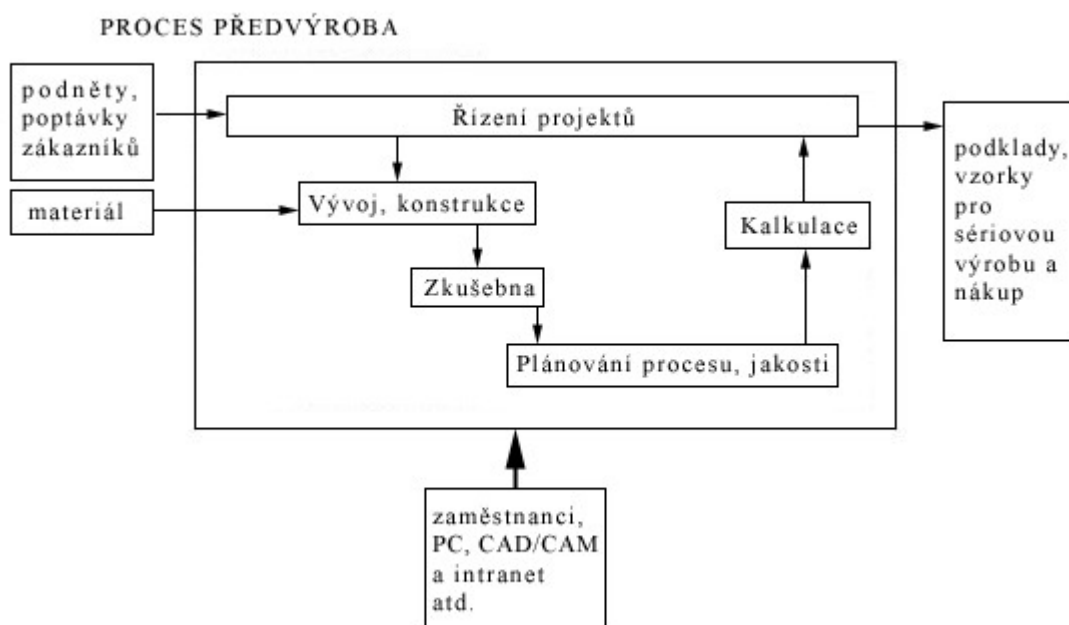 PROCES PŘEDVÝROBA
podněty,
poptávky
zákazníků
materiál
Řízení projektů
Vývoj, konstrukce
Zkušebna
Plánování procesu, jakosti
Kalkulace
podklady,
vzorky
pro
sériovou
výrobu a
nákup
zaměstnanci,
PC, CAD/CAM
a intranet
atd.